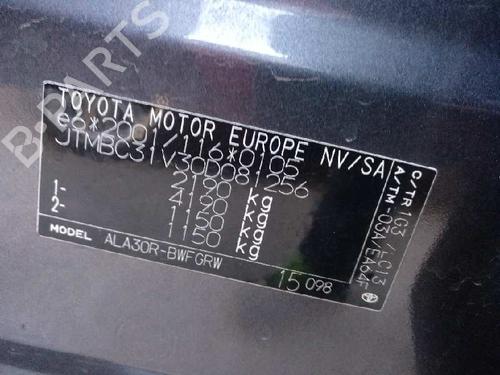 B-PARTS
TOYOTA MOTOR EUROPE NV/SA
e6*2001/116*0105
JTMBC31V30D081256
2190 kg
4190 kg
1- 1150 kg
2- 1150 kg
MODEL ALA30R-BWFGRW
15 098
C/TR 1G3 / LC13
A/TM -03A/EA64F